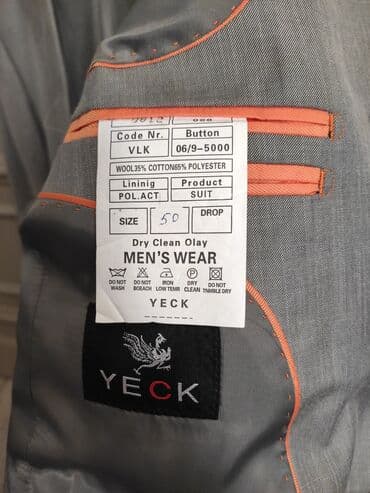 Code Nr. Button
VLK 06/9-5000
WOOL35% COTTON65% POLYESTER
Lininig Product
POL.ACT SUIT
SIZE 50 DROP
Dry Clean Olay
MEN'S WEAR
DO NOT WASH DO NOT BOEACH IRON LOW TEMR DRY CLEAN DO NOT TNMBLE DRY
YECK
YECK